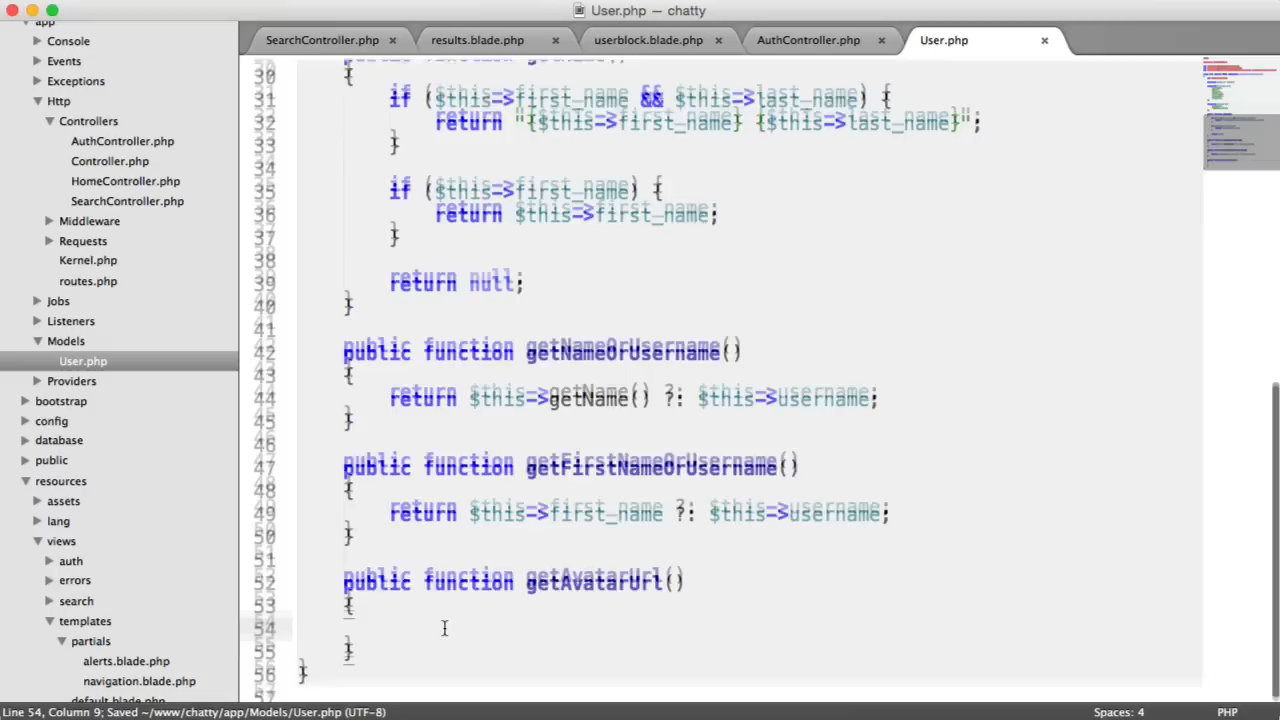 User.php — chatty
SearchController.php × results.blade.php × userblock.blade.php × AuthController.php × User.php ×
app
Console
Events
Exceptions
Http
Controllers
AuthController.php
Controller.php
HomeController.php
SearchController.php
Middleware
Requests
Kernel.php
routes.php
Jobs
Listeners
Models
User.php
Providers
bootstrap
config
database
public
resources
assets
lang
views
auth
errors
search
templates
partials
alerts.blade.php
navigation.blade.php
default.blade.php
30 {
31 if ($this->first_name && $this->last_name) {
32 return "{$this->first_name} {$this->last_name}";
33 }
34
35 if ($this->first_name) {
36 return $this->first_name;
37 }
38
39 return null;
40 }
41
42 public function getNameOrUsername()
43 {
44 return $this->getName() ?: $this->username;
45 }
46
47 public function getFirstNameOrUsername()
48 {
49 return $this->first_name ?: $this->username;
50 }
51
52 public function getAvatarUrl()
53 {
54
55 }
56 }
57
Line 54, Column 9; Saved ~/www/chatty/app/Models/User.php (UTF-8) Spaces: 4 PHP